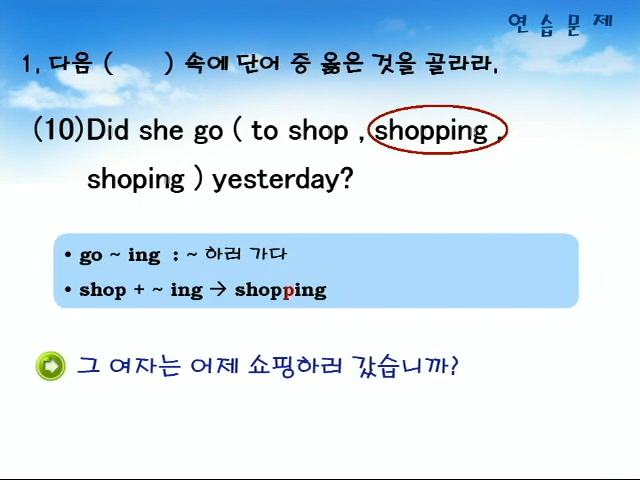 연 습 문 제
1. 다음 ( ) 속에 단어 중 옳은 것을 골라라.
(10)Did she go ( to shop , shopping ,
shoping ) yesterday?
• go ~ ing : ~ 하러 가다
• shop + ~ ing → shopping
그 여자는 어제 쇼핑하러 갔습니까?